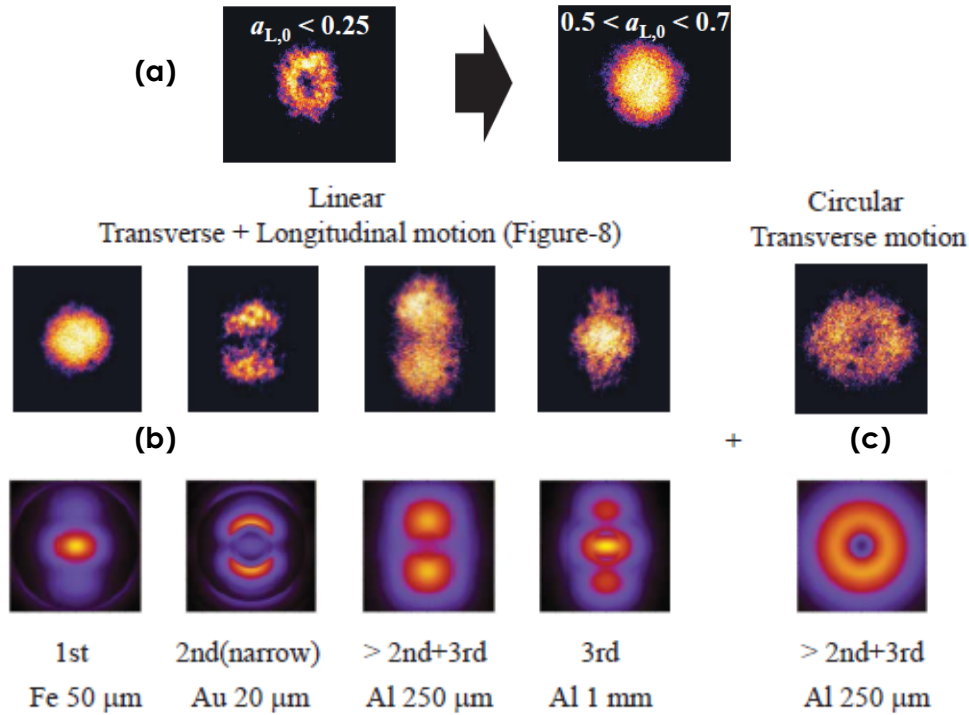 a_L,0 < 0.25
0.5 < a_L,0 < 0.7
(a)
Linear
Transverse + Longitudinal motion (Figure-8)
Circular
Transverse motion
(b)
+
(c)
1st
2nd(narrow)
> 2nd+3rd
3rd
> 2nd+3rd
Fe 50 μm
Au 20 μm
Al 250 μm
Al 1 mm
Al 250 μm